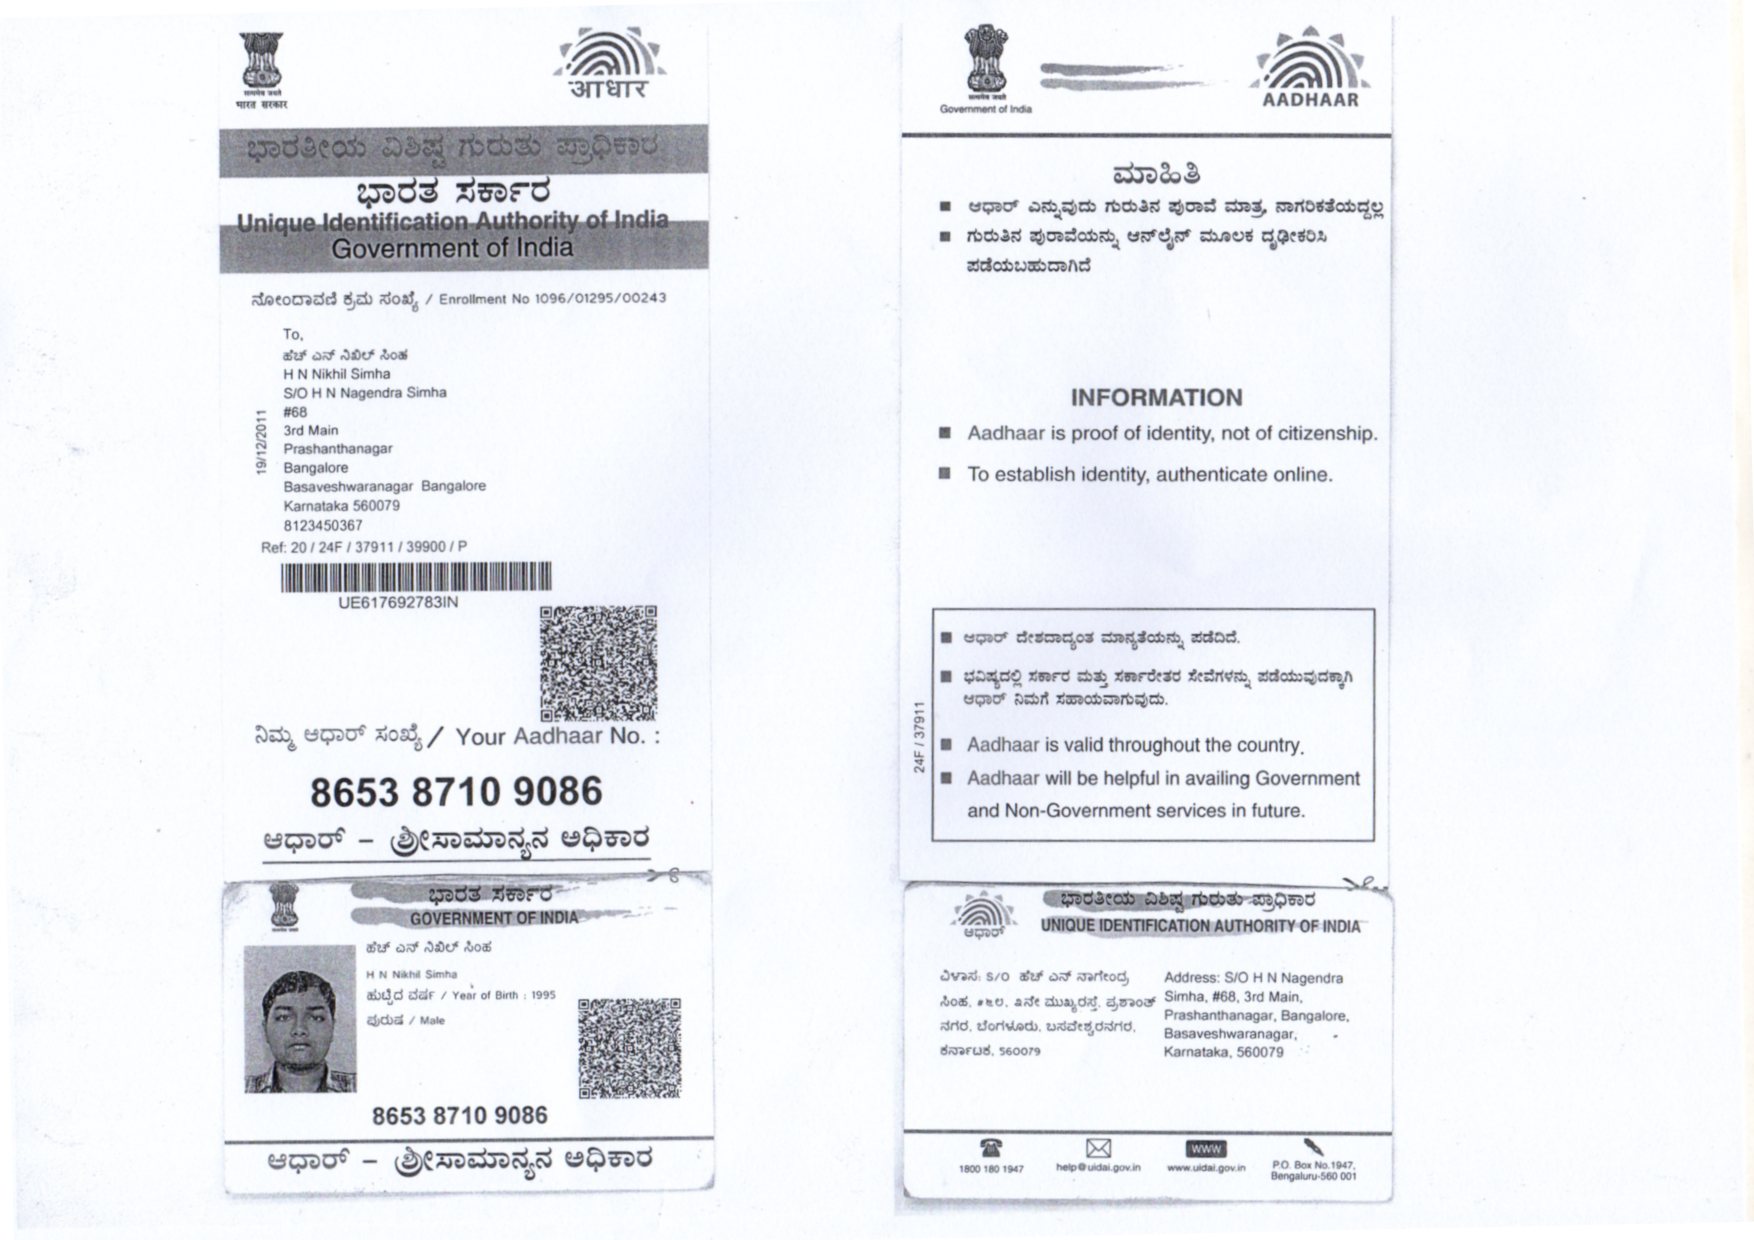 सत्यमेव जयते
भारत सरकार
आधार
ಭಾರತೀಯ ವಿಶಿಷ್ಟ ಗುರುತು ಪ್ರಾಧಿಕಾರ
ಭಾರತ ಸರ್ಕಾರ
Unique Identification Authority of India
Government of India
ನೋಂದಾವಣಿ ಕ್ರಮ ಸಂಖ್ಯೆ / Enrollment No 1096/01295/00243
To,
ಹೆಚ್ ಎನ್ ನಿಖಿಲ್ ಸಿಂಹ
H N Nikhil Simha
S/O H N Nagendra Simha
#68
3rd Main
Prashanthanagar
Bangalore
Basaveshwaranagar Bangalore
Karnataka 560079
8123450367
19/12/2011
Ref: 20 / 24F / 37911 / 39900 / P
UE617692783IN
ನಿಮ್ಮ ಆಧಾರ್ ಸಂಖ್ಯೆ / Your Aadhaar No. :
8653 8710 9086
ಆಧಾರ್ – ಶ್ರೀಸಾಮಾನ್ಯನ ಅಧಿಕಾರ
ಭಾರತ ಸರ್ಕಾರ
GOVERNMENT OF INDIA
ಹೆಚ್ ಎನ್ ನಿಖಿಲ್ ಸಿಂಹ
H N Nikhil Simha
ಹುಟ್ಟಿದ ವರ್ಷ / Year of Birth : 1995
ಪುರುಷ / Male
8653 8710 9086
ಆಧಾರ್ – ಶ್ರೀಸಾಮಾನ್ಯನ ಅಧಿಕಾರ
सत्यमेव जयते
Government of India
AADHAAR
ಮಾಹಿತಿ
■ ಆಧಾರ್ ಎನ್ನುವುದು ಗುರುತಿನ ಪುರಾವೆ ಮಾತ್ರ, ನಾಗರಿಕತೆಯದ್ದಲ್ಲ
■ ಗುರುತಿನ ಪುರಾವೆಯನ್ನು ಆನ್‌ಲೈನ್ ಮೂಲಕ ದೃಢೀಕರಿಸಿ
ಪಡೆಯಬಹುದಾಗಿದೆ
INFORMATION
■ Aadhaar is proof of identity, not of citizenship.
■ To establish identity, authenticate online.
■ ಆಧಾರ್ ದೇಶದಾದ್ಯಂತ ಮಾನ್ಯತೆಯನ್ನು ಪಡೆದಿದೆ.
■ ಭವಿಷ್ಯದಲ್ಲಿ ಸರ್ಕಾರ ಮತ್ತು ಸರ್ಕಾರೇತರ ಸೇವೆಗಳನ್ನು ಪಡೆಯುವುದಕ್ಕಾಗಿ
ಆಧಾರ್ ನಿಮಗೆ ಸಹಾಯವಾಗುವುದು.
■ Aadhaar is valid throughout the country.
■ Aadhaar will be helpful in availing Government
and Non-Government services in future.
24F / 37911
ಆಧಾರ್
ಭಾರತೀಯ ವಿಶಿಷ್ಟ ಗುರುತು ಪ್ರಾಧಿಕಾರ
UNIQUE IDENTIFICATION AUTHORITY OF INDIA
ವಿಳಾಸ: S/O ಹೆಚ್ ಎನ್ ನಾಗೇಂದ್ರ
ಸಿಂಹ, #೬೮, ೩ನೇ ಮುಖ್ಯರಸ್ತೆ, ಪ್ರಶಾಂತ್
ನಗರ, ಬೆಂಗಳೂರು, ಬಸವೇಶ್ವರನಗರ,
ಕರ್ನಾಟಕ, 560079
Address: S/O H N Nagendra
Simha, #68, 3rd Main,
Prashanthanagar, Bangalore,
Basaveshwaranagar,
Karnataka, 560079
1800 180 1947
help@uidai.gov.in
WWW
www.uidai.gov.in
P.O. Box No.1947,
Bengaluru-560 001